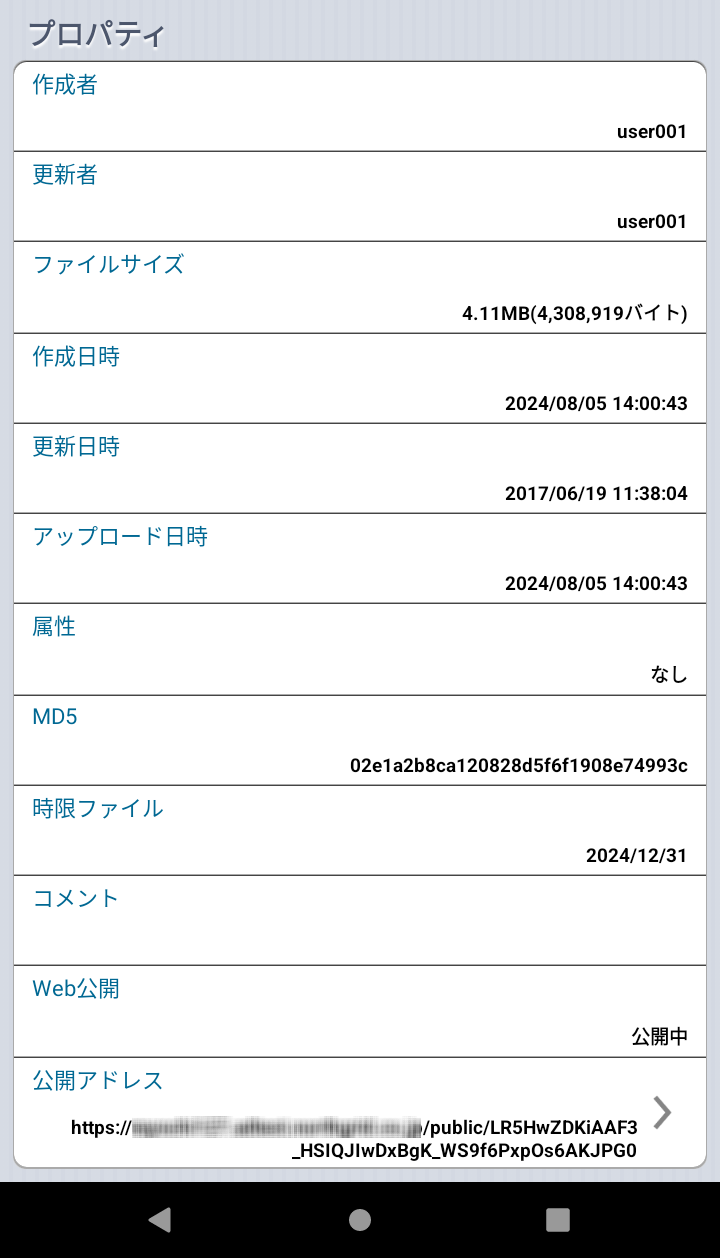 プロパティ
作成者
user001
更新者
user001
ファイルサイズ
4.11MB(4,308,919バイト)
作成日時
2024/08/05 14:00:43
更新日時
2017/06/19 11:38:04
アップロード日時
2024/08/05 14:00:43
属性
なし
MD5
02e1a2b8ca120828d5f6f1908e74993c
時限ファイル
2024/12/31
コメント
Web公開
公開中
公開アドレス
https:///public/LR5HwZDKiAAF3
_HSIQJIwDxBgK_WS9f6PxpOs6AKJPG0